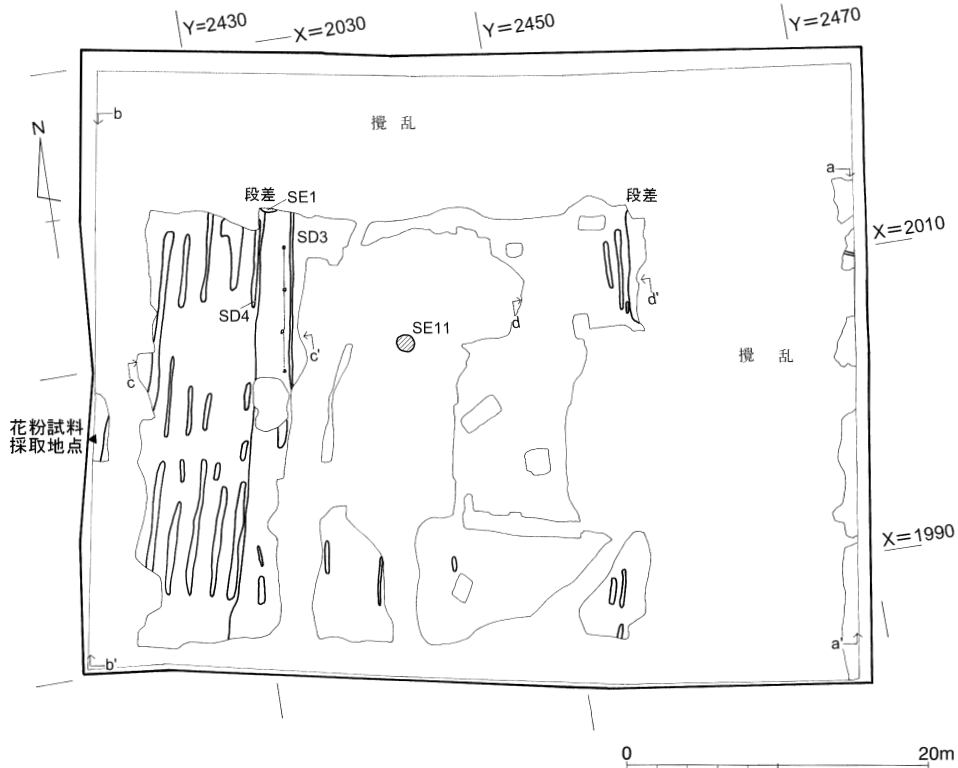 Y=2430
X=2030
Y=2450
Y=2470
b
攪 乱
N
a
段差
SE1
段差
SD3
X=2010
SD4
d
d'
SE11
c'
c
攪 乱
花粉試料
採取地点
X=1990
b'
a'
0
20m